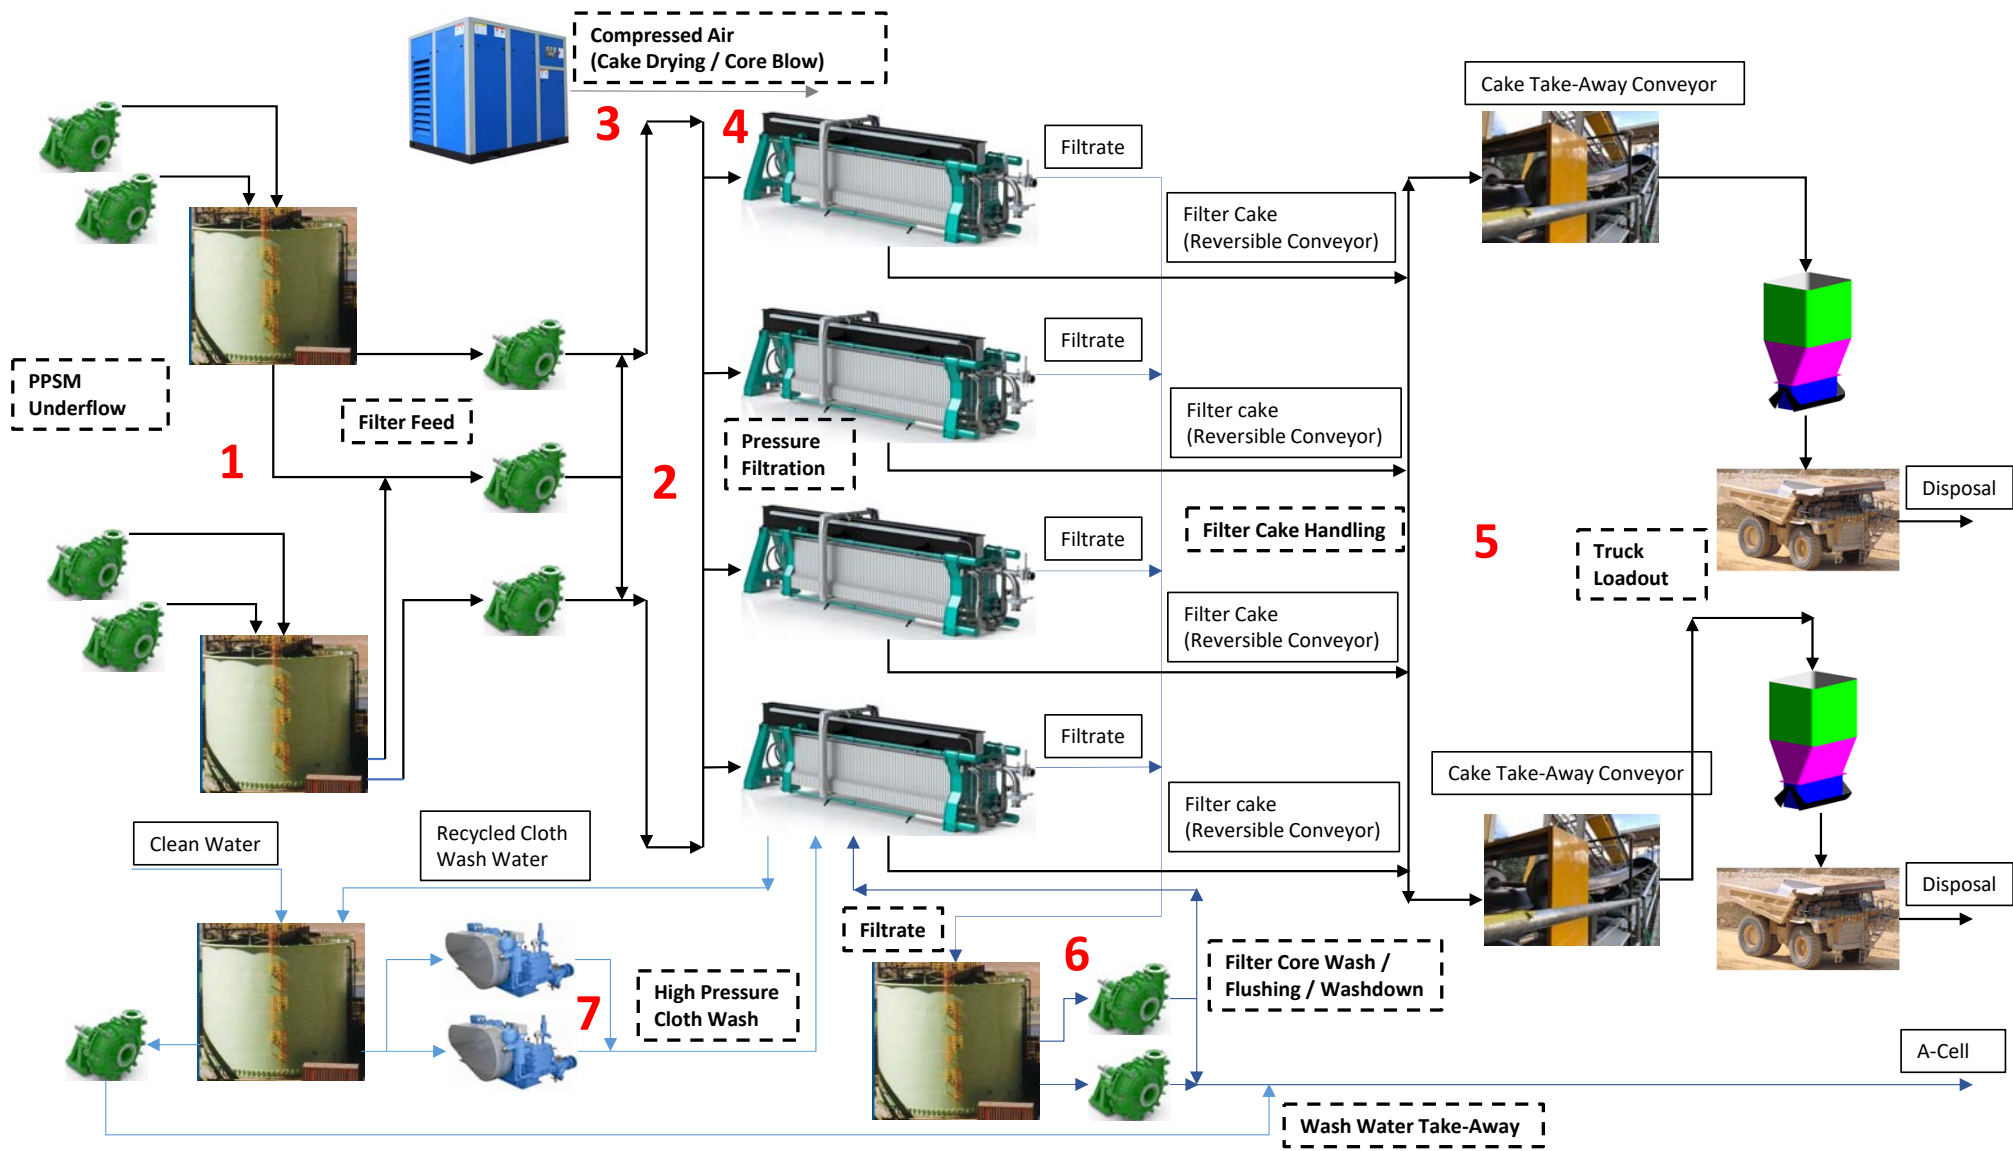 Compressed Air
(Cake Drying / Core Blow)
3
4
Cake Take-Away Conveyor
Filtrate
Filter Cake
(Reversible Conveyor)
PPSM
Underflow
Filter Feed
Filtrate
Filter cake
(Reversible Conveyor)
1
2
Pressure
Filtration
Filtrate
Filter Cake Handling
5
Truck
Loadout
Disposal
Filter Cake
(Reversible Conveyor)
Filtrate
Cake Take-Away Conveyor
Filter cake
(Reversible Conveyor)
Clean Water
Recycled Cloth
Wash Water
Disposal
Filtrate
6
Filter Core Wash /
Flushing / Washdown
7
High Pressure
Cloth Wash
A-Cell
Wash Water Take-Away